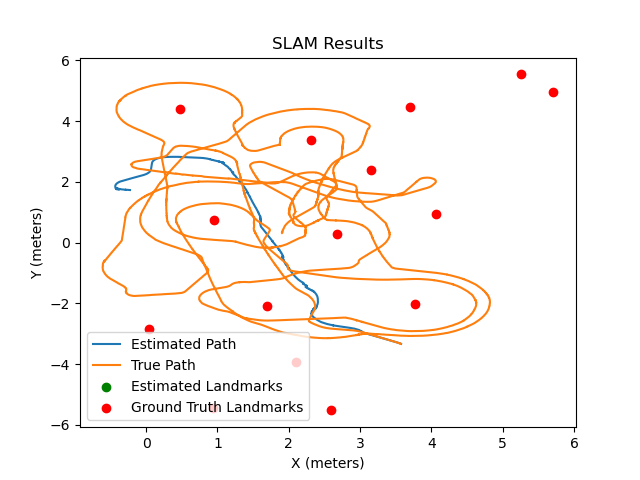 SLAM Results
6
4
2
0
−2
−4
−6
Y (meters)
Estimated Path
True Path
Estimated Landmarks
Ground Truth Landmarks
0 1 2 3 4 5 6
X (meters)